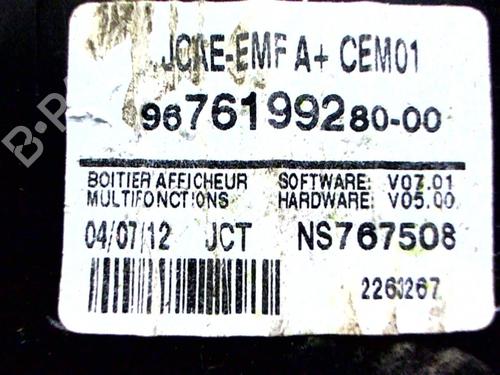 JCAE-EMF A+ CEM01
9676199280-00
BOITIER AFFICHEUR SOFTWARE: V07.01
MULTIFONCTIONS HARDWARE: V05.00
04/07/12 JCT NS767508
2263267
B-PARTS